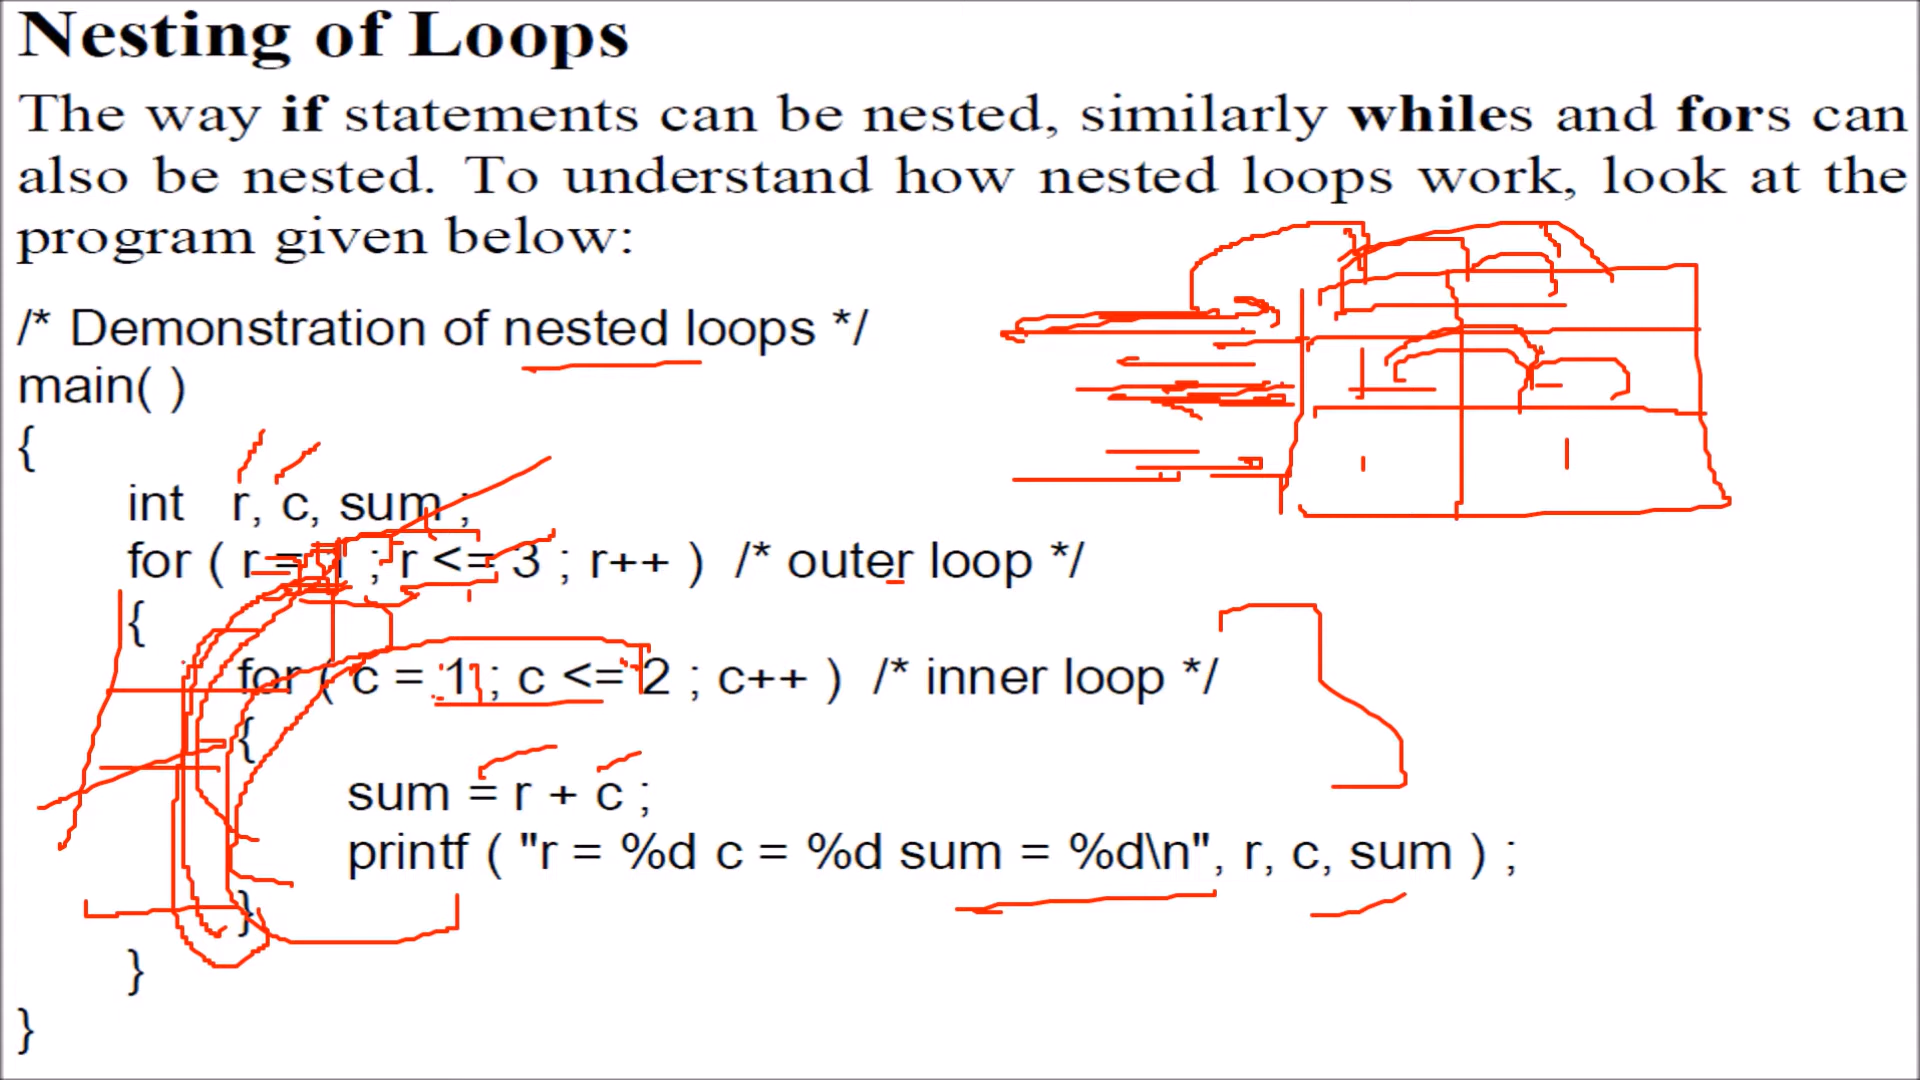 Nesting of Loops
The way if statements can be nested, similarly whiles and fors can
also be nested. To understand how nested loops work, look at the
program given below:
/* Demonstration of nested loops */
main( )
{
int r, c, sum ;
for ( r = 1 ; r <= 3 ; r++ ) /* outer loop */
{
for ( c = 1 ; c <= 2 ; c++ ) /* inner loop */
{
sum = r + c ;
printf ( "r = %d c = %d sum = %d\n", r, c, sum ) ;
}
}
}